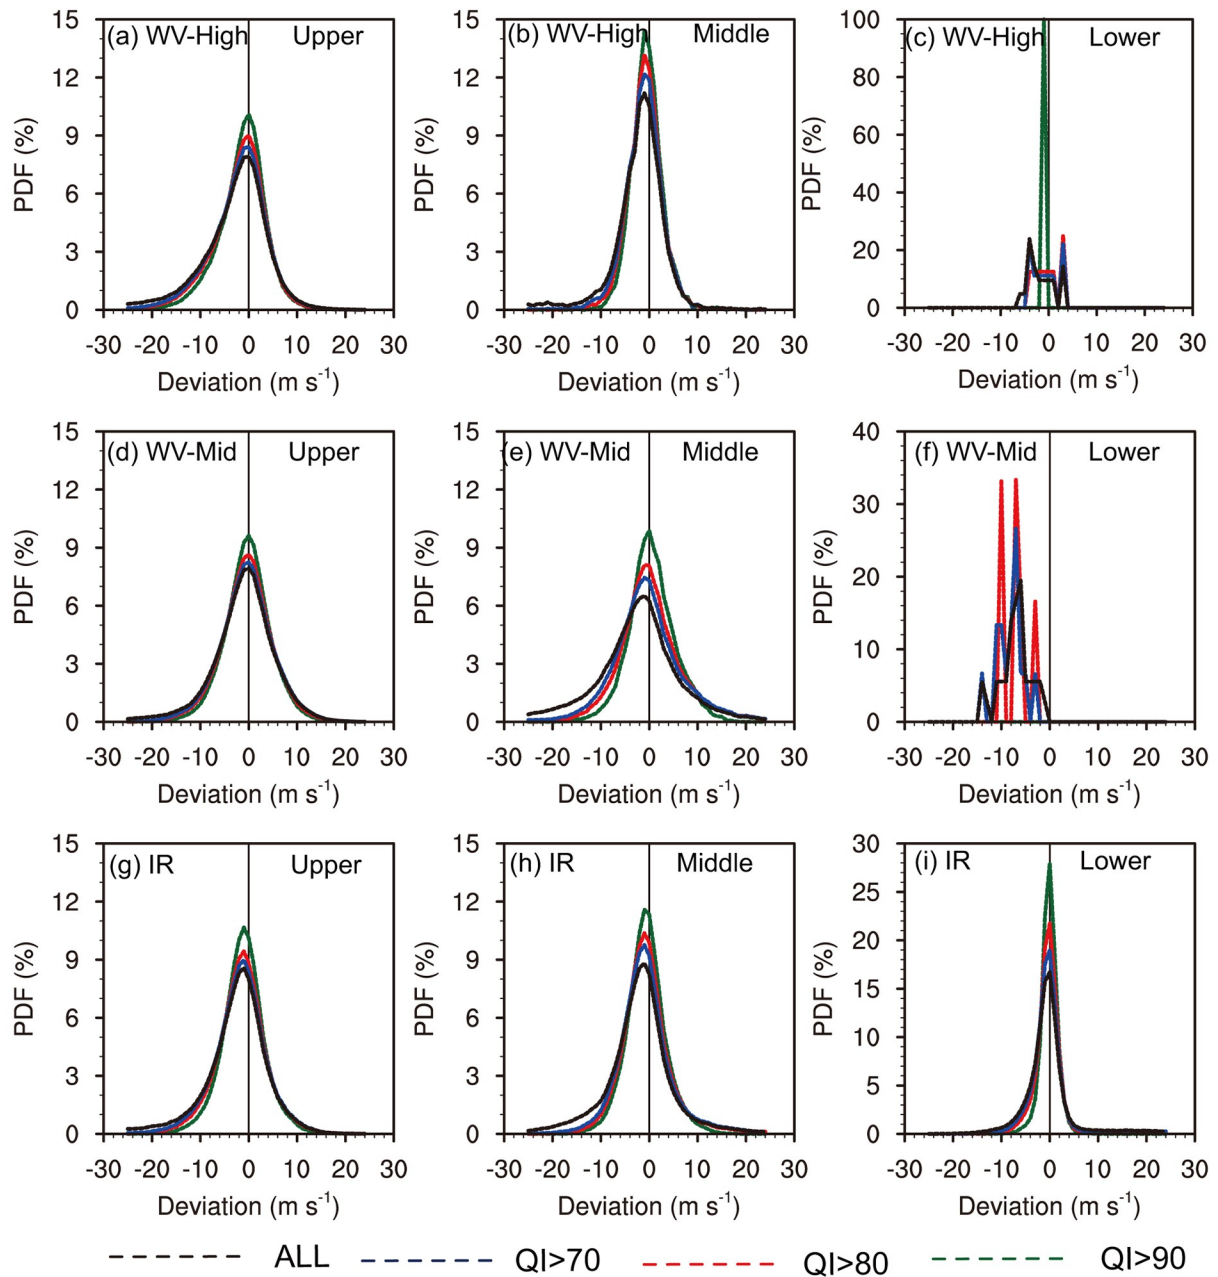 (a) WV-High Upper
15
12
9
6
3
0
PDF (%)
-30 -20 -10 0 10 20 30
Deviation (m s-1)
(b) WV-High Middle
15
12
9
6
3
0
PDF (%)
-30 -20 -10 0 10 20 30
Deviation (m s-1)
(c) WV-High Lower
100
80
60
40
20
0
PDF (%)
-30 -20 -10 0 10 20 30
Deviation (m s-1)
(d) WV-Mid Upper
15
12
9
6
3
0
PDF (%)
-30 -20 -10 0 10 20 30
Deviation (m s-1)
(e) WV-Mid Middle
15
12
9
6
3
0
PDF (%)
-30 -20 -10 0 10 20 30
Deviation (m s-1)
(f) WV-Mid Lower
40
30
20
10
0
PDF (%)
-30 -20 -10 0 10 20 30
Deviation (m s-1)
(g) IR Upper
15
12
9
6
3
0
PDF (%)
-30 -20 -10 0 10 20 30
Deviation (m s-1)
(h) IR Middle
15
12
9
6
3
0
PDF (%)
-30 -20 -10 0 10 20 30
Deviation (m s-1)
(i) IR Lower
30
25
20
15
10
5
0
PDF (%)
-30 -20 -10 0 10 20 30
Deviation (m s-1)
ALL QI>70 QI>80 QI>90